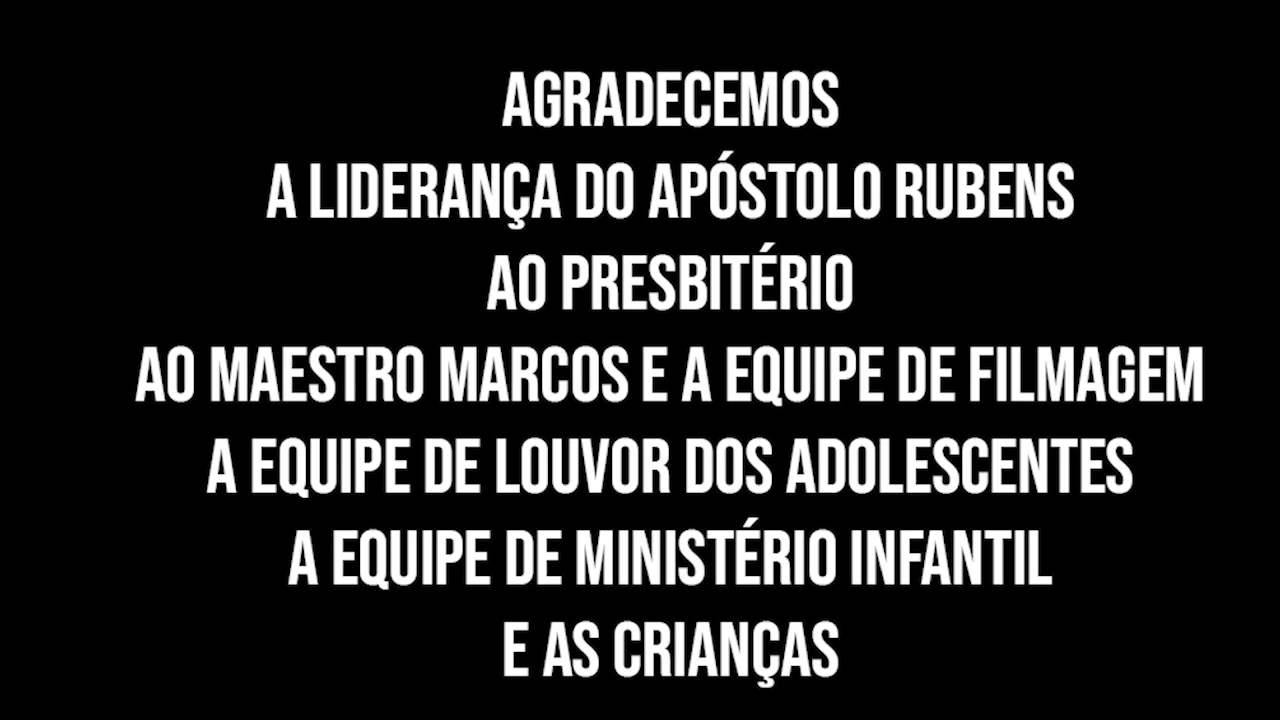 AGRADECEMOS
A LIDERANÇA DO APÓSTOLO RUBENS
AO PRESBITÉRIO
AO MAESTRO MARCOS E A EQUIPE DE FILMAGEM
A EQUIPE DE LOUVOR DOS ADOLESCENTES
A EQUIPE DE MINISTÉRIO INFANTIL
E AS CRIANÇAS